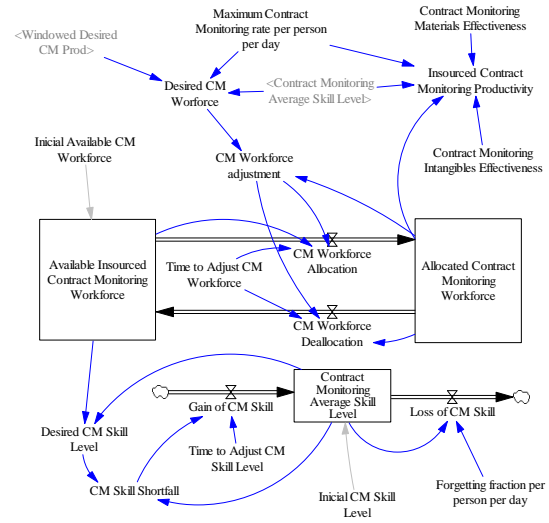 Maximum Contract
Monitoring rate per person
per day
Contract Monitoring
Materials Effectiveness
<Windowed Desired
CM Prod>
Desired CM
Worforce
<Contract Monitoring
Average Skill Level>
Insourced Contract
Monitoring Productivity
Inicial Available CM
Workforce
CM Workforce
adjustment
Contract Monitoring
Intangibles Effectiveness
Available Insourced
Contract Monitoring
Workforce
Time to Adjust CM
Workforce
CM Workforce
Allocation
Allocated Contract
Monitoring
Workforce
CM Workforce
Deallocation
Contract
Monitoring
Average Skill
Level
Gain of CM Skill
Loss of CM Skill
Desired CM Skill
Level
Time to Adjust CM
Skill Level
CM Skill Shortfall
Inicial CM Skill
Level
Forgetting fraction per
person per day